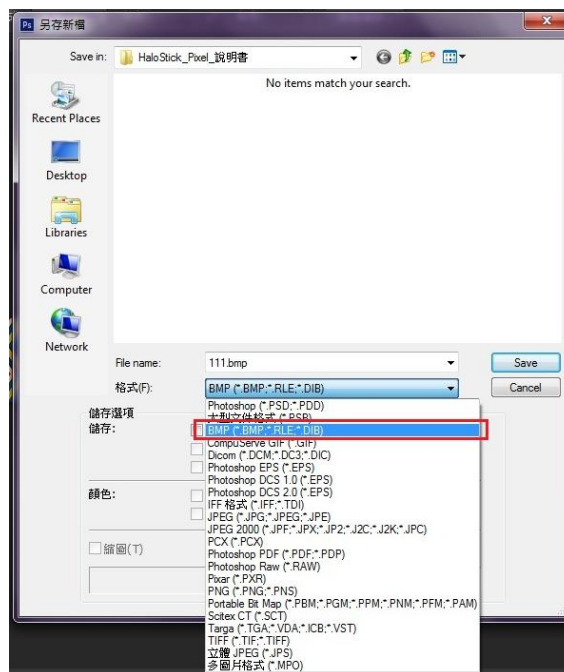 Ps 另存新檔
Save in: HaloStick_Pixel_說明書
No items match your search.
Recent Places
Desktop
Libraries
Computer
Network
File name: 111.bmp Save
格式(F): BMP (*.BMP;*.RLE;*.DIB) Cancel
儲存選項
儲存:
顏色:
縮圖(T)
Photoshop (*.PSD;*.PDD)
大型文件格式 (*.PSB)
BMP (*.BMP;*.RLE;*.DIB)
CompuServe GIF (*.GIF)
Dicom (*.DCM;*.DC3;*.DIC)
Photoshop EPS (*.EPS)
Photoshop DCS 1.0 (*.EPS)
Photoshop DCS 2.0 (*.EPS)
IFF 格式 (*.IFF;*.TDI)
JPEG (*.JPG;*.JPEG;*.JPE)
JPEG 2000 (*.JPF;*.JPX;*.JP2;*.J2C;*.J2K;*.JPC)
PCX (*.PCX)
Photoshop PDF (*.PDF;*.PDP)
Photoshop Raw (*.RAW)
Pixar (*.PXR)
PNG (*.PNG;*.PNS)
Portable Bit Map (*.PBM;*.PGM;*.PPM;*.PNM;*.PFM;*.PAM)
Scitex CT (*.SCT)
Targa (*.TGA;*.VDA;*.ICB;*.VST)
TIFF (*.TIF;*.TIFF)
立體 JPEG (*.JPS)
多圖片格式 (*.MPO)